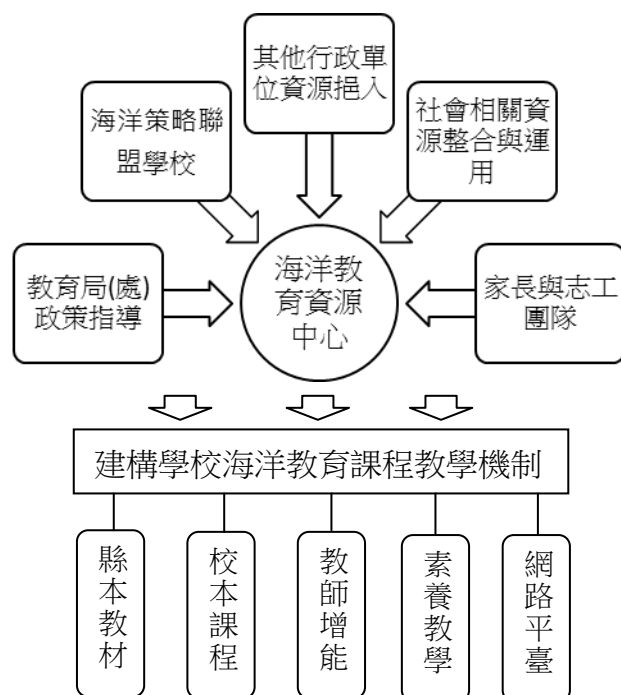 其他行政單
位資源挹入
海洋策略聯
盟學校
社會相關資
源整合與運
用
教育局(處)
政策指導
海洋教
育資源
中心
家長與志工
團隊
建構學校海洋教育課程教學機制
縣本教材
校本課程
教師增能
素養教學
網路平臺